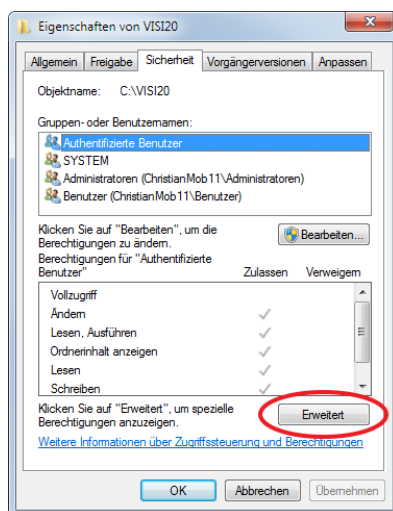 Eigenschaften von VISI20
Allgemein Freigabe Sicherheit Vorgängerversionen Anpassen
Objektname: C:\VISI20
Gruppen- oder Benutzernamen:
Authentifizierte Benutzer
SYSTEM
Administratoren (ChristianMob11\Administratoren)
Benutzer (ChristianMob11\Benutzer)
Klicken Sie auf "Bearbeiten", um die
Berechtigungen zu ändern.
Bearbeiten...
Berechtigungen für "Authentifizierte
Benutzer"
Zulassen Verweigern
Vollzugriff
Ändern
Lesen, Ausführen
Ordnerinhalt anzeigen
Lesen
Schreiben
Klicken Sie auf "Erweitert", um spezielle
Berechtigungen anzuzeigen.
Erweitert
Weitere Informationen über Zugriffssteuerung und Berechtigungen
OK Abbrechen Übernehmen